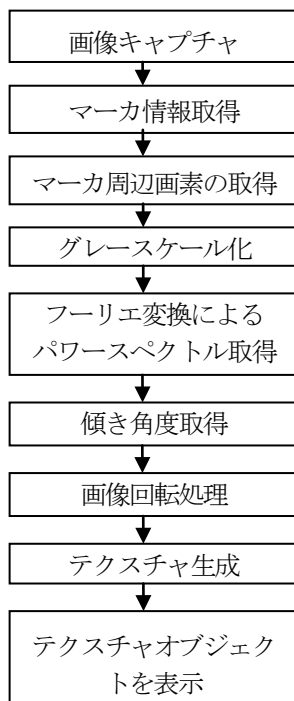 画像キャプチャ
マーカ情報取得
マーカ周辺画素の取得
グレースケール化
フーリエ変換による
パワースペクトル取得
傾き角度取得
画像回転処理
テクスチャ生成
テクスチャオブジェク
トを表示